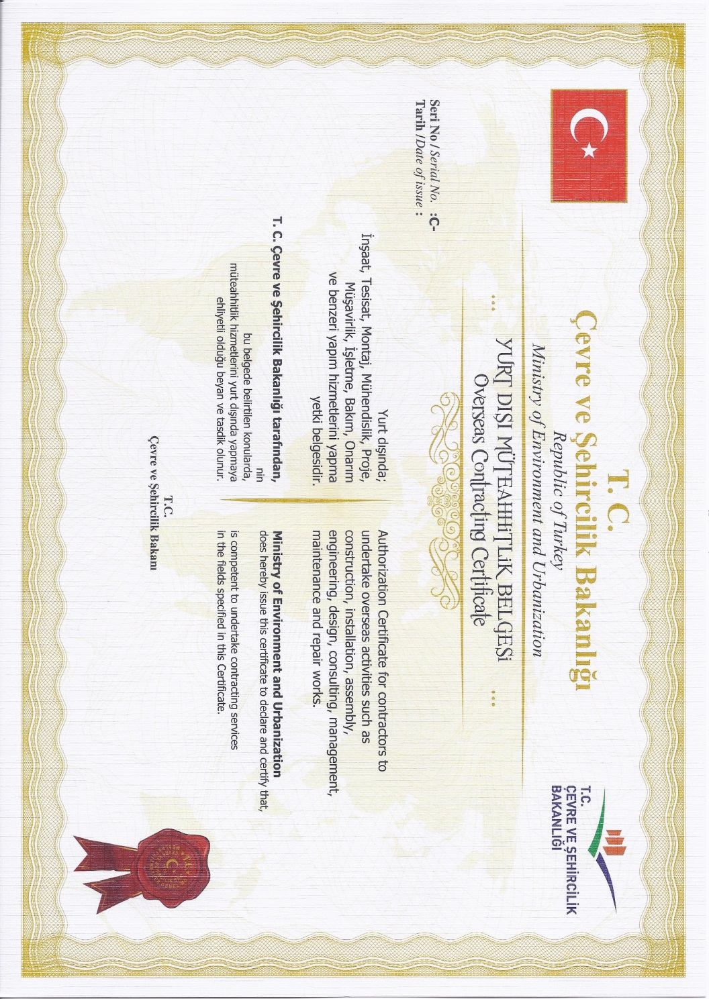 T. C.
Çevre ve Şehircilik Bakanlığı
Republic of Turkey
Ministry of Environment and Urbanization
T.C.
ÇEVRE VE ŞEHİRCİLİK
BAKANLIĞI
... YURT DIŞI MÜTEAHHİTLİK BELGESİ ...
Overseas Contracting Certificate
Seri No / Serial No. :C-
Tarih /Date of issue :
Yurt dışında;
İnşaat, Tesisat, Montaj, Mühendislik, Proje,
Müşavirlik, İşletme, Bakım, Onarım
ve benzeri yapım hizmetlerini yapma
yetki belgesidir.
T. C. Çevre ve Şehircilik Bakanlığı tarafından,
nin
bu belgede belirtilen konularda,
müteahhitlik hizmetlerini yurt dışında yapmaya
ehliyetli olduğu beyan ve tasdik olunur.
Authorization Certificate for contractors to
undertake overseas activities such as
construction, installation, assembly,
engineering, design, consulting, management,
maintenance and repair works.
Ministry of Environment and Urbanization
does hereby issue this certificate to declare and certify that,
is competent to undertake contracting services
in the fields specified in this Certificate.
T.C.
Çevre ve Şehircilik Bakanı